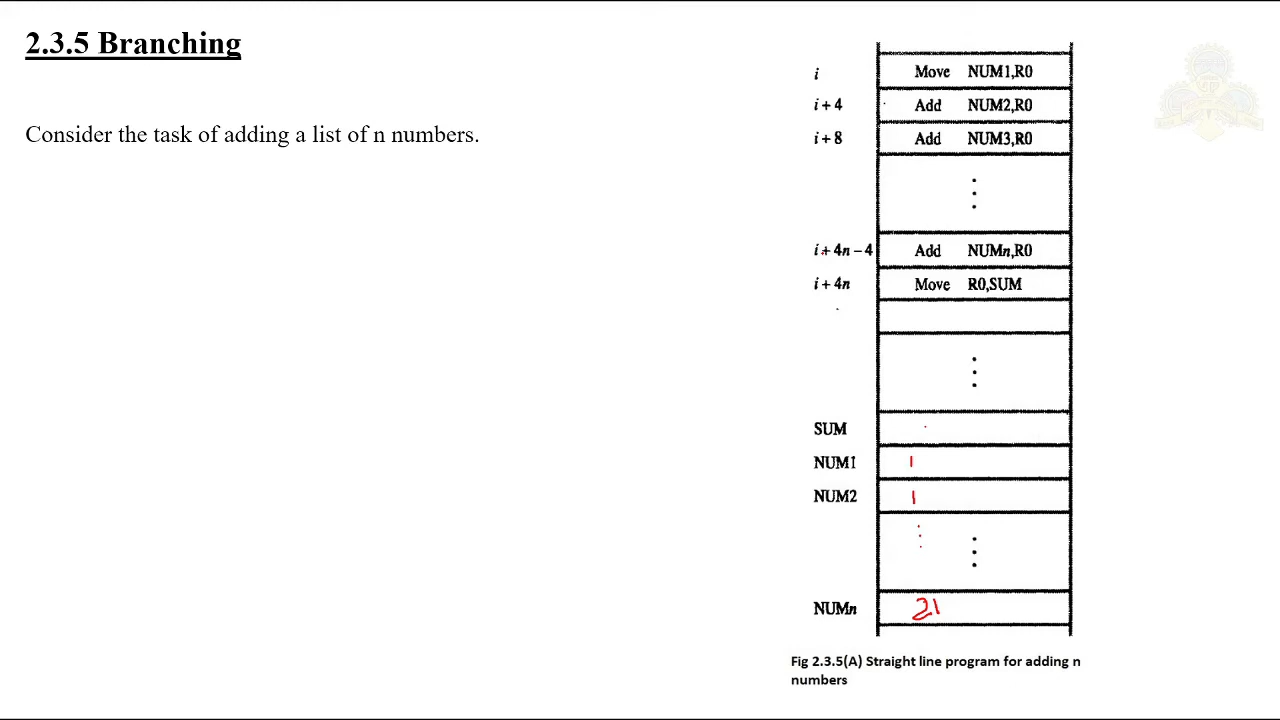 2.3.5 Branching
Consider the task of adding a list of n numbers.
i Move NUM1,R0
i + 4 Add NUM2,R0
i + 8 Add NUM3,R0
i + 4n − 4 Add NUMn,R0
i + 4n Move R0,SUM
SUM
NUM1 1
NUM2 1
NUMn 21
Fig 2.3.5(A) Straight line program for adding n
numbers